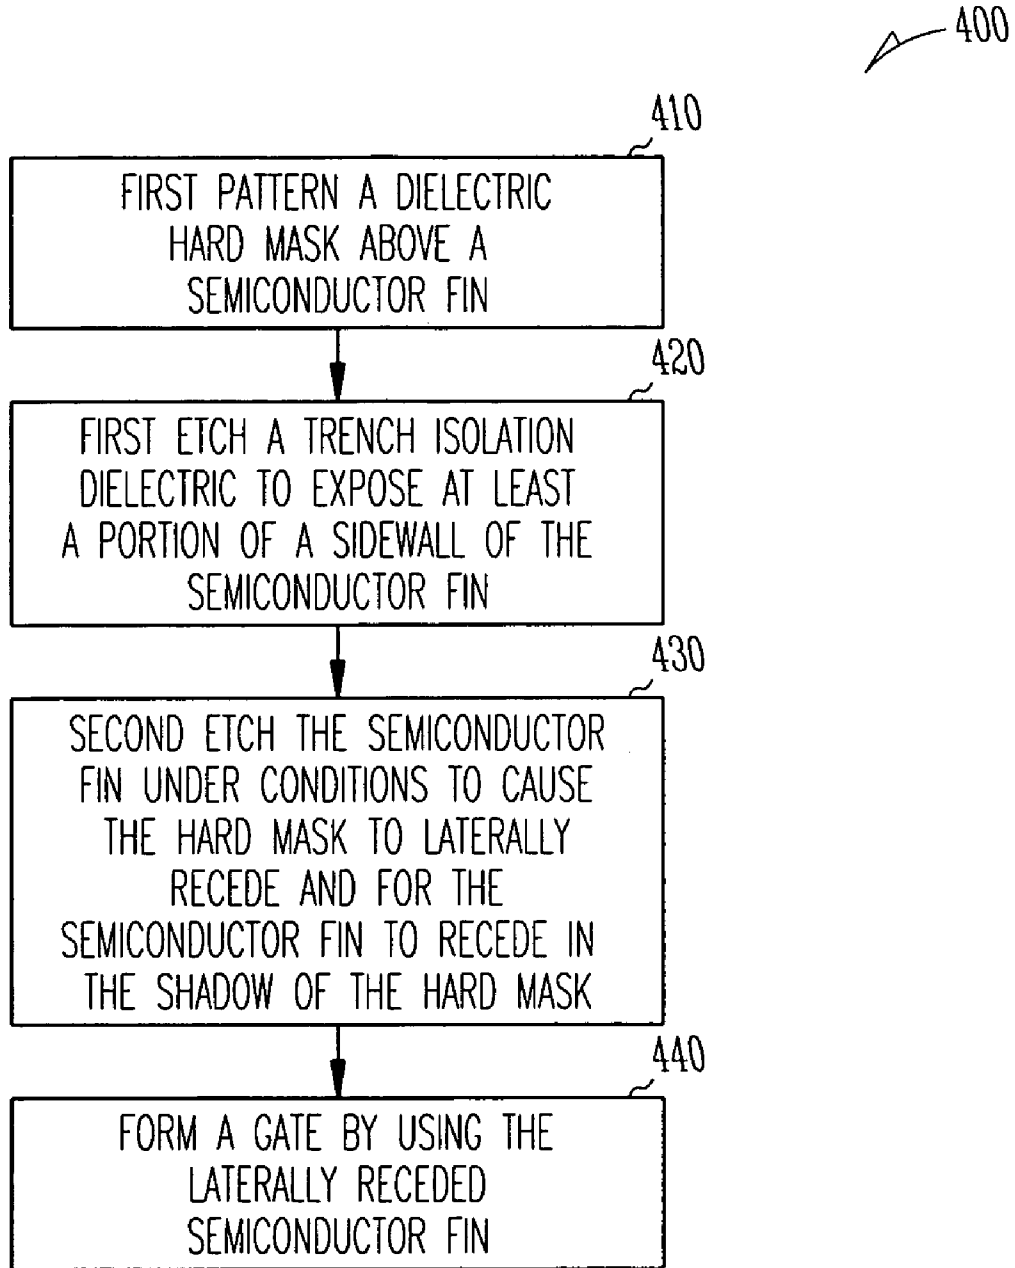 400
410
FIRST PATTERN A DIELECTRIC
HARD MASK ABOVE A
SEMICONDUCTOR FIN
420
FIRST ETCH A TRENCH ISOLATION
DIELECTRIC TO EXPOSE AT LEAST
A PORTION OF A SIDEWALL OF THE
SEMICONDUCTOR FIN
430
SECOND ETCH THE SEMICONDUCTOR
FIN UNDER CONDITIONS TO CAUSE
THE HARD MASK TO LATERALLY
RECEDE AND FOR THE
SEMICONDUCTOR FIN TO RECEDE IN
THE SHADOW OF THE HARD MASK
440
FORM A GATE BY USING THE
LATERALLY RECEDED
SEMICONDUCTOR FIN